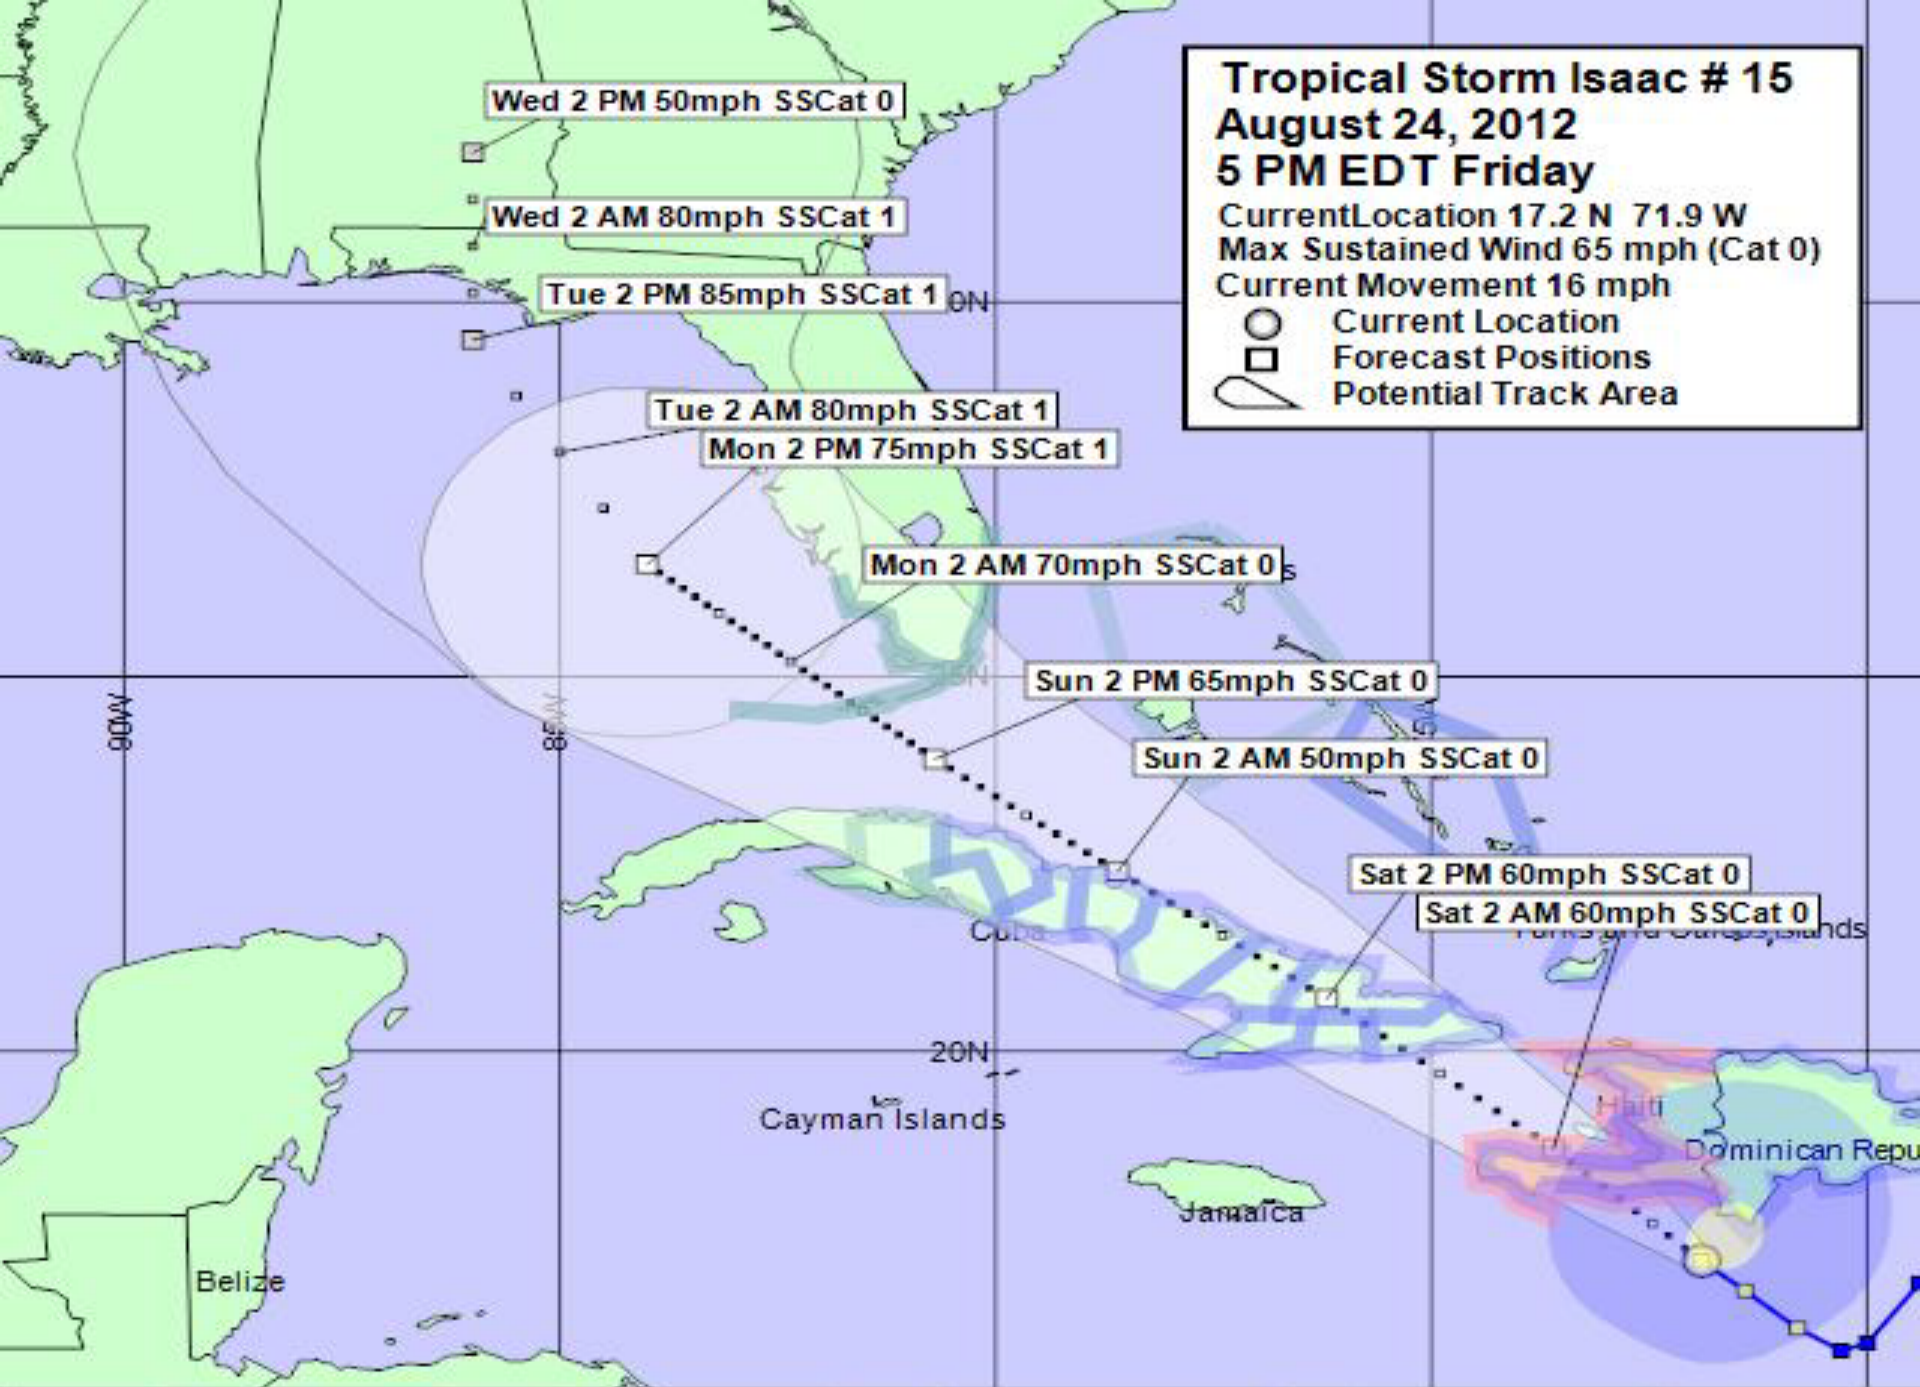 Tropical Storm Isaac # 15
August 24, 2012
5 PM EDT Friday
CurrentLocation 17.2 N 71.9 W
Max Sustained Wind 65 mph (Cat 0)
Current Movement 16 mph
Current Location
Forecast Positions
Potential Track Area
Wed 2 PM 50mph SSCat 0
Wed 2 AM 80mph SSCat 1
Tue 2 PM 85mph SSCat 1
0N
Tue 2 AM 80mph SSCat 1
Mon 2 PM 75mph SSCat 1
Mon 2 AM 70mph SSCat 0
s
Sun 2 PM 65mph SSCat 0
90W
Sun 2 AM 50mph SSCat 0
Sat 2 PM 60mph SSCat 0
Sat 2 AM 60mph SSCat 0
Cuba
20N
Cayman Islands
Haiti
Dominican Repu
Jamaica
Belize